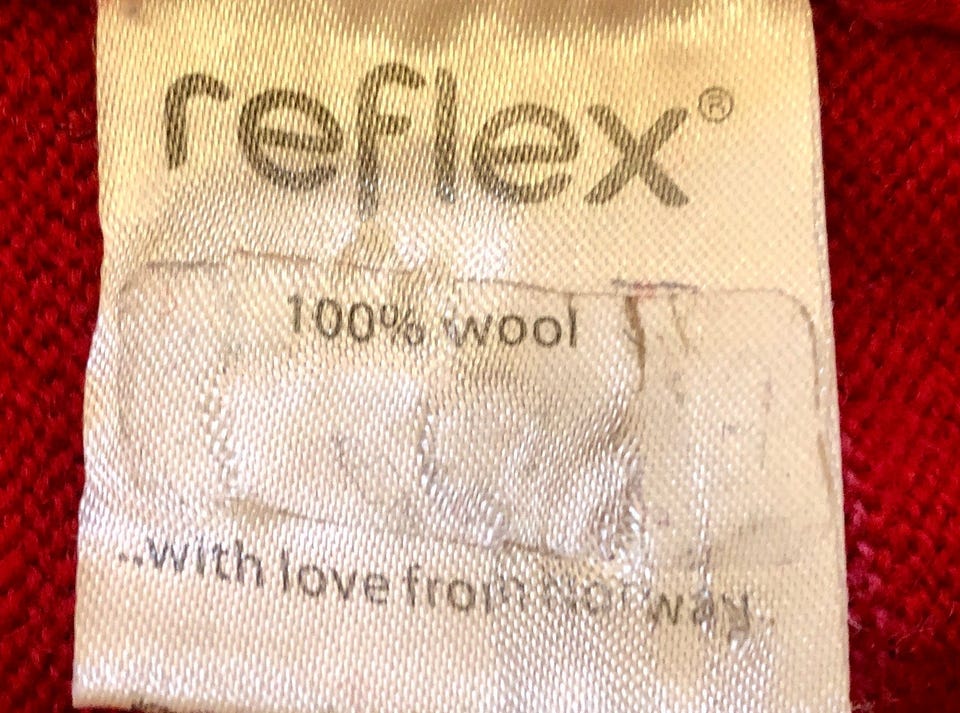 reflex®
100% wool
..with love from norway..